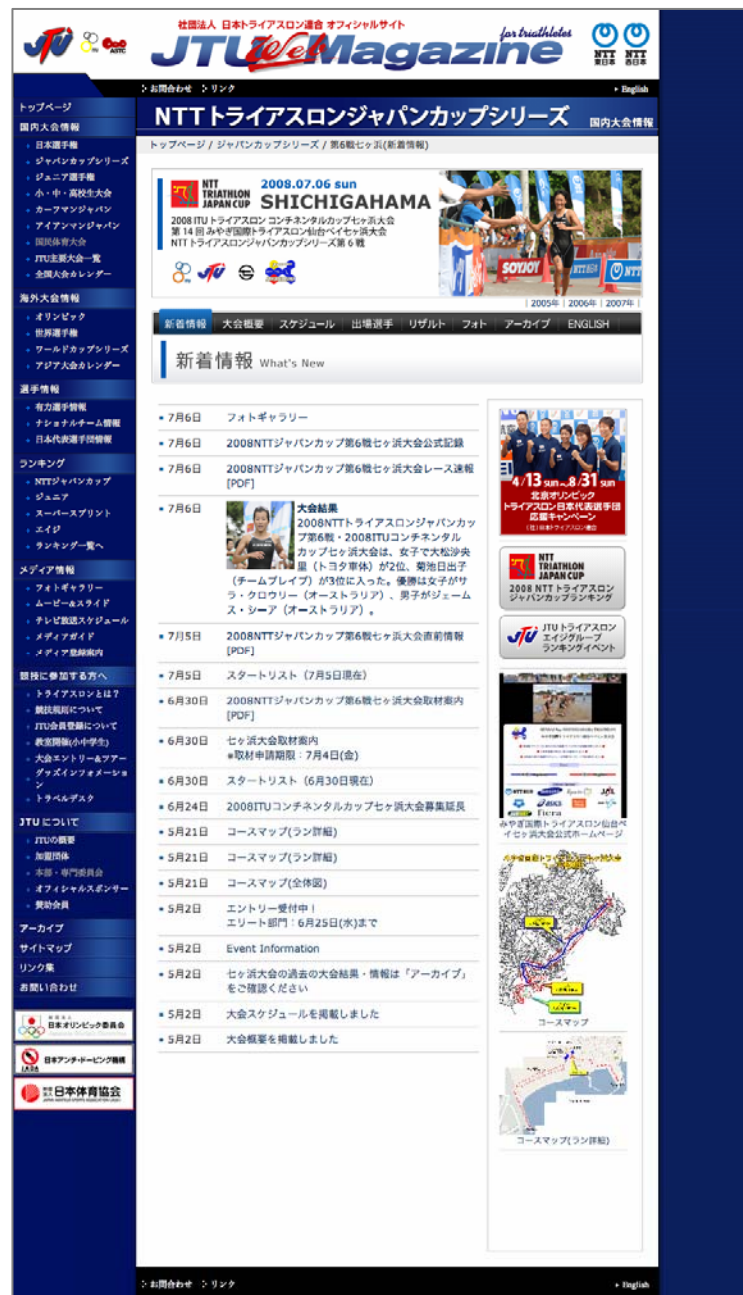 社団法人 日本トライアスロン連合 オフィシャルサイト
JTU Web Magazine
for triathletes
JTU
ASTC
NTT 東日本
NTT 西日本
お問合わせ
リンク
English
トップページ
国内大会情報
日本選手権
ジャパンカップシリーズ
ジュニア選手権
小・中・高校生大会
カーフマンジャパン
アイアンマンジャパン
国民体育大会
JTU主要大会一覧
全国大会カレンダー
海外大会情報
オリンピック
世界選手権
ワールドカップシリーズ
アジア大会カレンダー
選手情報
有力選手情報
ナショナルチーム情報
日本代表選手団情報
ランキング
NTTジャパンカップ
ジュニア
スーパースプリント
エイジ
ランキング一覧へ
メディア情報
フォトギャラリー
ムービー&スライド
テレビ放送スケジュール
メディアガイド
メディア登録案内
競技に参加する方へ
トライアスロンとは?
競技規則について
JTU会員登録について
教室開催(小中学生)
大会エントリー&ツアー
グッズインフォメーショ
ン
トラベルデスク
JTUについて
JTUの概要
加盟団体
本部・専門委員会
オフィシャルスポンサー
賛助会員
アーカイブ
サイトマップ
リンク集
お問い合わせ
日本オリンピック委員会
日本アンチ・ドーピング機構
日本体育協会
NTTトライアスロンジャパンカップシリーズ
国内大会情報
トップページ / ジャパンカップシリーズ / 第6戦七ヶ浜(新着情報)
NTT
TRIATHLON
JAPAN CUP
2008.07.06 sun
SHICHIGAHAMA
2008 ITU トライアスロン コンチネンタルカップ七ヶ浜大会
第 14 回 みやぎ国際トライアスロン仙台ベイ七ヶ浜大会
NTT トライアスロンジャパンカップシリーズ第 6 戦
JTU
SOYJOY
NTT
| 2005年 | 2006年 | 2007年 |
新着情報
大会概要
スケジュール
出場選手
リザルト
フォト
アーカイブ
ENGLISH
新着情報 What's New
7月6日 フォトギャラリー
7月6日 2008NTTジャパンカップ第6戦七ヶ浜大会公式記録
7月6日 2008NTTジャパンカップ第6戦七ヶ浜大会レース速報
[PDF]
7月6日 大会結果
2008NTTトライアスロンジャパンカッ
プ第6戦・2008ITUコンチネンタル
カップ七ヶ浜大会は、女子で大松沙央
里（トヨタ車体）が2位、菊池日出子
（チームブレイブ）が3位に入った。優勝は女子がサ
ラ・クロウリー（オーストラリア）、男子がジェーム
ス・シーア（オーストラリア）。
7月5日 2008NTTジャパンカップ第6戦七ヶ浜大会直前情報
[PDF]
7月5日 スタートリスト（7月5日現在）
6月30日 2008NTTジャパンカップ第6戦七ヶ浜大会取材案内
[PDF]
6月30日 七ヶ浜大会取材案内
※取材申請期限：7月4日(金)
6月30日 スタートリスト（6月30日現在）
6月24日 2008ITUコンチネンタルカップ七ヶ浜大会募集延長
5月21日 コースマップ(ラン詳細)
5月21日 コースマップ(ラン詳細)
5月21日 コースマップ(全体図)
5月2日 エントリー受付中！
エリート部門：6月25日(水)まで
5月2日 Event Information
5月2日 七ヶ浜大会の過去の大会結果・情報は「アーカイブ」
をご確認ください
5月2日 大会スケジュールを掲載しました
5月2日 大会概要を掲載しました
4/13 sun → 8/31 sun
北京オリンピック
トライアスロン日本代表選手団
応援キャンペーン
(社)日本トライアスロン連合
NTT
TRIATHLON
JAPAN CUP
2008 NTT トライアスロン
ジャパンカップランキング
JTU トライアスロン
エイジグループ
ランキングイベント
みやぎ国際トライアスロン仙台ベ
イ七ヶ浜大会公式ホームページ
コースマップ
コースマップ(ラン詳細)
お問合わせ
リンク
English